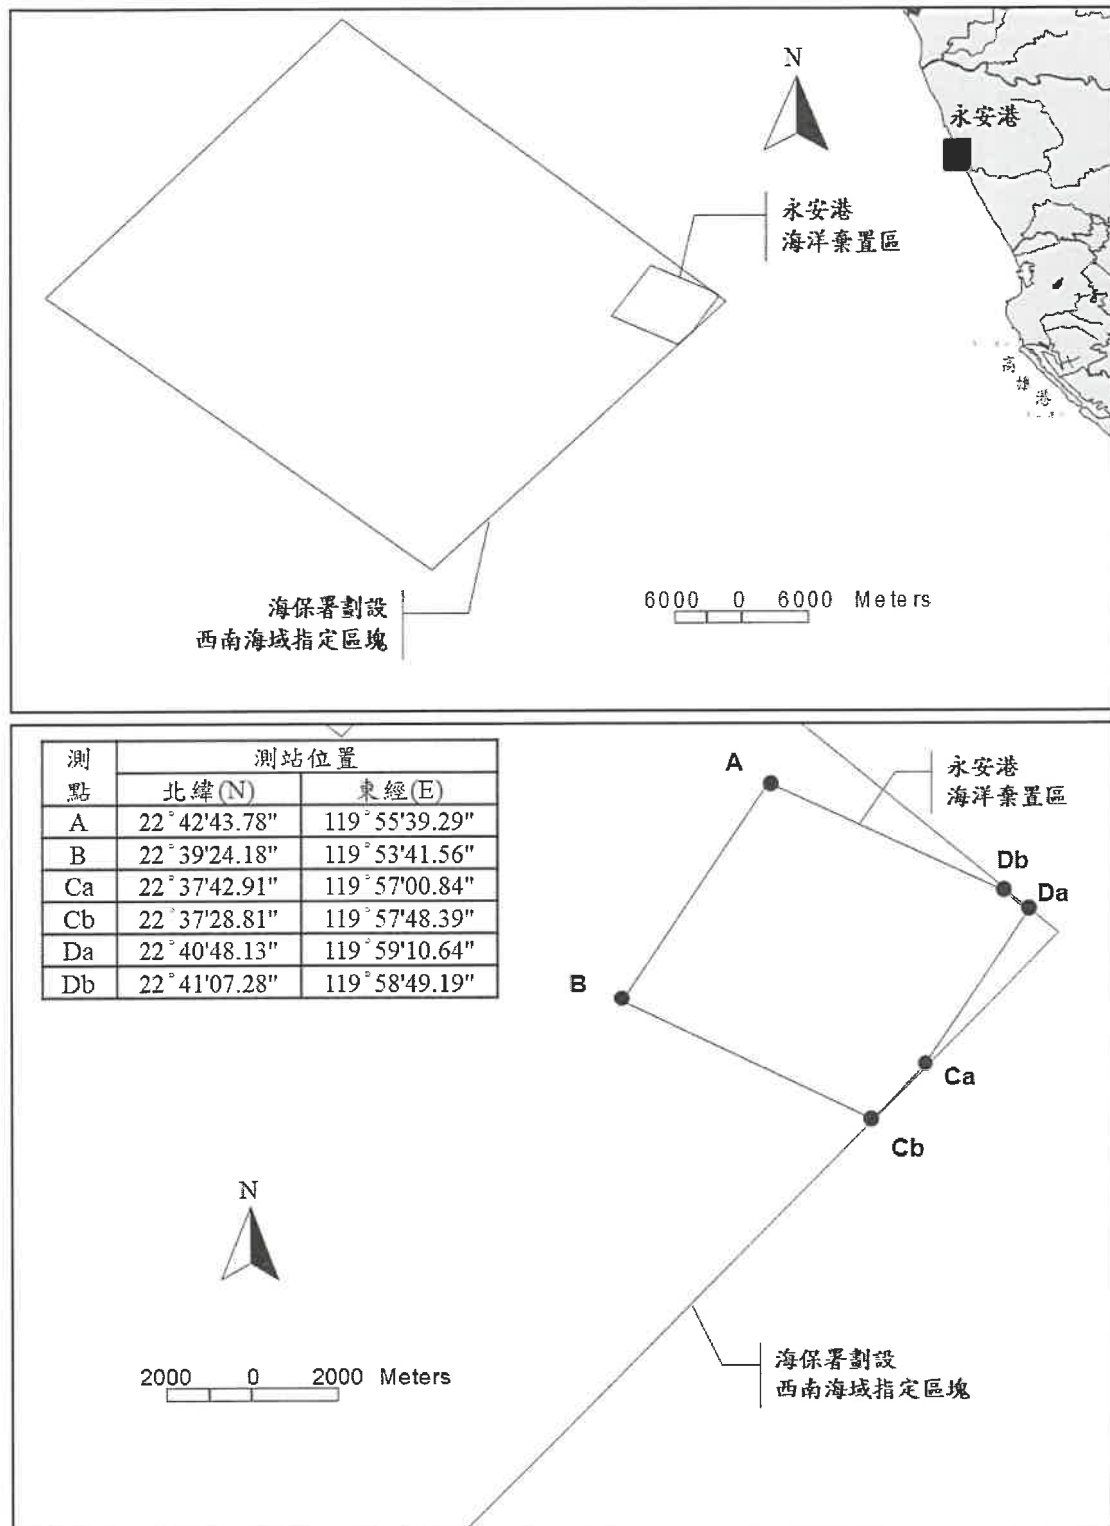 N
永安港
永安港
海洋棄置區
高雄港
海保署劃設
西南海域指定區塊
6000 0 6000 Meters
測點 測站位置
北緯(N) 東經(E)
A 22°42'43.78" 119°55'39.29"
B 22°39'24.18" 119°53'41.56"
Ca 22°37'42.91" 119°57'00.84"
Cb 22°37'28.81" 119°57'48.39"
Da 22°40'48.13" 119°59'10.64"
Db 22°41'07.28" 119°58'49.19"
A
永安港
海洋棄置區
Db
Da
B
Ca
Cb
N
2000 0 2000 Meters
海保署劃設
西南海域指定區塊